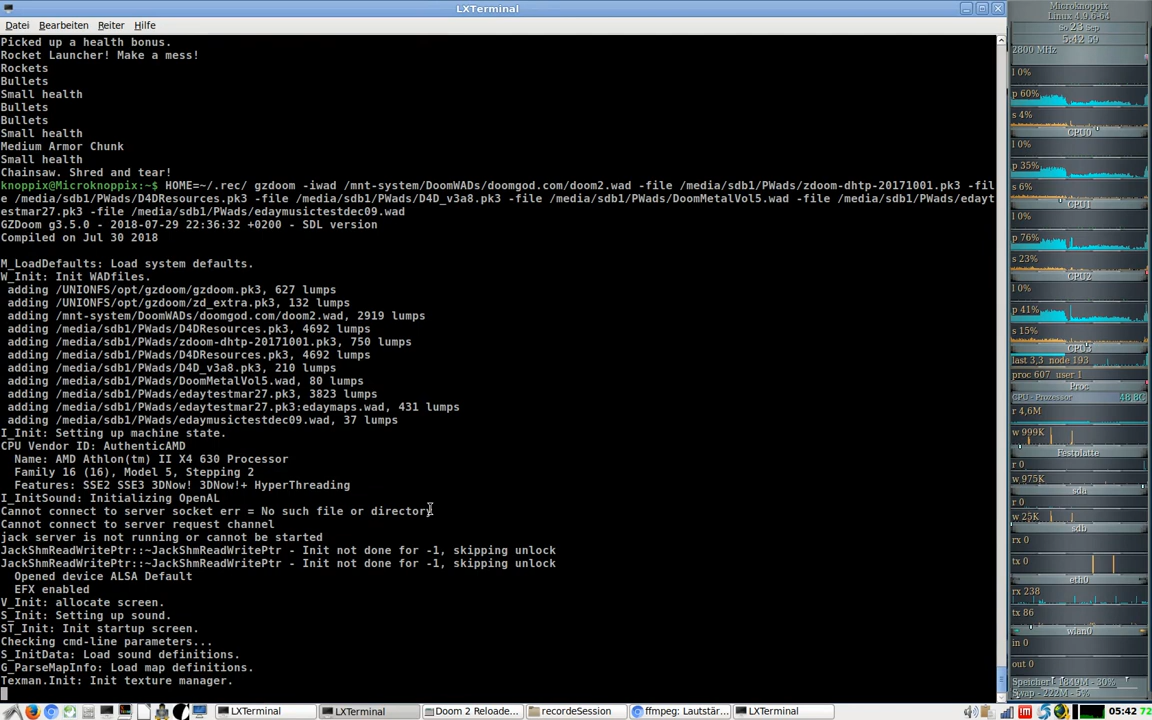 LXTerminal
Datei Bearbeiten Reiter Hilfe
Picked up a health bonus.
Rocket Launcher! Make a mess!
Rockets
Bullets
Small health
Bullets
Bullets
Small health
Medium Armor Chunk
Small health
Chainsaw. Shred and tear!
knoppix@Microknoppix:~$ HOME=~/.rec/ gzdoom -iwad /mnt-system/DoomWADs/doomgod.com/doom2.wad -file /media/sdb1/PWads/zdoom-dhtp-20171001.pk3 -fil
e /media/sdb1/PWads/D4DResources.pk3 -file /media/sdb1/PWads/D4D_v3a8.pk3 -file /media/sdb1/PWads/DoomMetalVol5.wad -file /media/sdb1/PWads/edayt
estmar27.pk3 -file /media/sdb1/PWads/edaymusictestdec09.wad
GZDoom g3.5.0 - 2018-07-29 22:36:32 +0200 - SDL version
Compiled on Jul 30 2018
M_LoadDefaults: Load system defaults.
W_Init: Init WADfiles.
adding /UNIONFS/opt/gzdoom/gzdoom.pk3, 627 lumps
adding /UNIONFS/opt/gzdoom/zd_extra.pk3, 132 lumps
adding /mnt-system/DoomWADs/doomgod.com/doom2.wad, 2919 lumps
adding /media/sdb1/PWads/D4DResources.pk3, 4692 lumps
adding /media/sdb1/PWads/zdoom-dhtp-20171001.pk3, 750 lumps
adding /media/sdb1/PWads/D4DResources.pk3, 4692 lumps
adding /media/sdb1/PWads/D4D_v3a8.pk3, 210 lumps
adding /media/sdb1/PWads/DoomMetalVol5.wad, 80 lumps
adding /media/sdb1/PWads/edaytestmar27.pk3, 3823 lumps
adding /media/sdb1/PWads/edaytestmar27.pk3:edaymaps.wad, 431 lumps
adding /media/sdb1/PWads/edaymusictestdec09.wad, 37 lumps
I_Init: Setting up machine state.
CPU Vendor ID: AuthenticAMD
Name: AMD Athlon(tm) II X4 630 Processor
Family 16 (16), Model 5, Stepping 2
Features: SSE2 SSE3 3DNow! 3DNow!+ HyperThreading
I_InitSound: Initializing OpenAL
Cannot connect to server socket err = No such file or directory
Cannot connect to server request channel
jack server is not running or cannot be started
JackShmReadWritePtr::~JackShmReadWritePtr - Init not done for -1, skipping unlock
JackShmReadWritePtr::~JackShmReadWritePtr - Init not done for -1, skipping unlock
Opened device ALSA Default
EFX enabled
V_Init: allocate screen.
S_Init: Setting up sound.
ST_Init: Init startup screen.
Checking cmd-line parameters...
S_InitData: Load sound definitions.
G_ParseMapInfo: Load map definitions.
Texman.Init: Init texture manager.
Microknoppix
Linux 4.9.6-64
So 23 Sep
5:42 59
2800 MHz
l 0%
p 60%
s 4%
CPU0
l 0%
p 35%
s 6%
CPU1
l 0%
p 76%
s 23%
CPU2
l 0%
p 41%
s 15%
CPU3
last 3,3 node 193
proc 607 user 1
Proc
CPU - Prozessor
r 4,6M
w 999K
Festplatte
r 0
w 975K
sda
r 0
w 25K
sdb
rx 0
tx 0
eth0
rx 238
tx 86
wlan0
in 0
out 0
Speicher - 1849M - 30%
Swap - 222M - 5%
LXTerminal
LXTerminal
Doom 2 Reloade...
recordeSession
ffmpeg: Lautstär...
LXTerminal
05:42
72